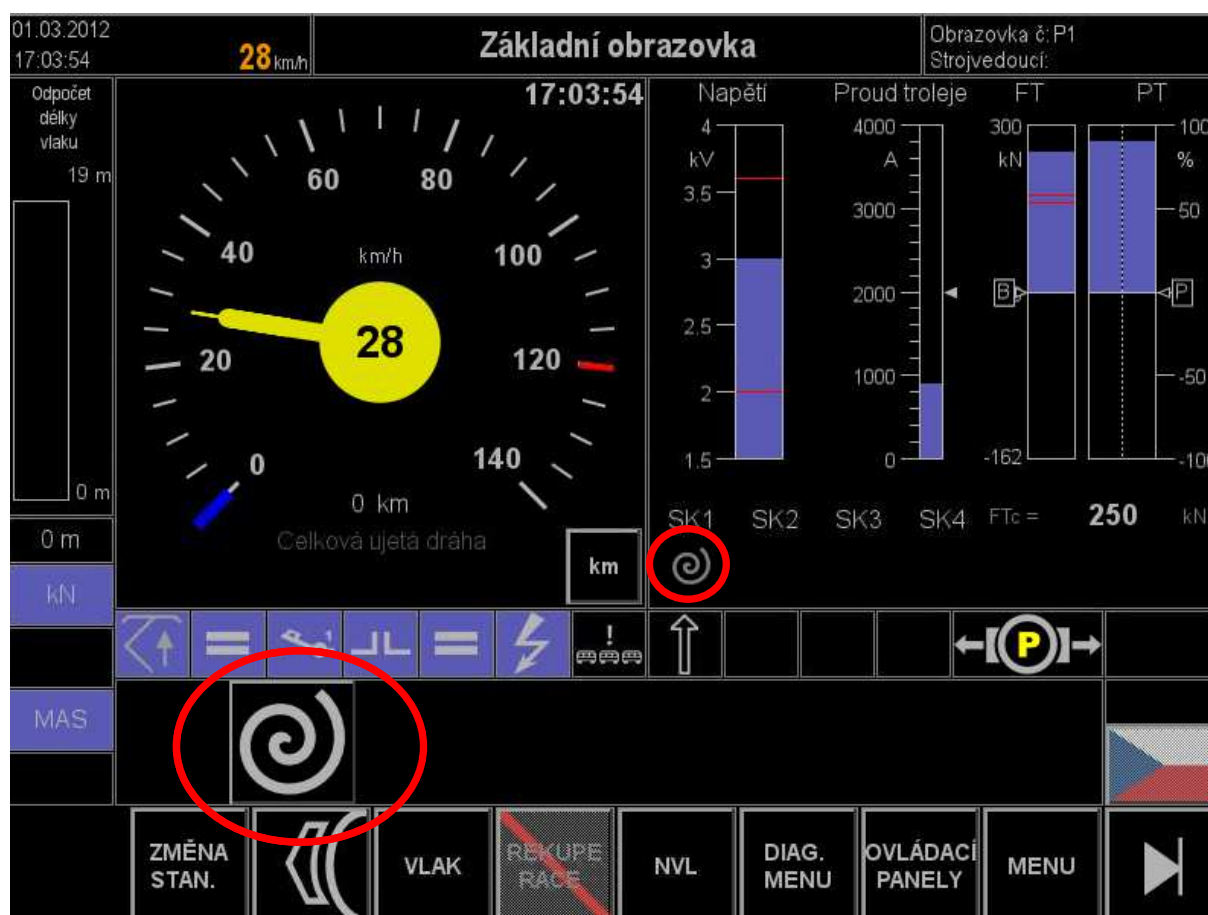 01.03.2012
17:03:54
28 km/h
Základní obrazovka
Obrazovka č: P1
Strojvedoucí:
Odpočet
délky
vlaku
19 m
0 m
0 m
kN
MAS
17:03:54
0
20
40
60
80
100
120
140
km/h
28
0 km
Celková ujetá dráha
km
Napětí
4
kV
3.5
3
2.5
2
1.5
Proud troleje
4000
A
3000
2000
1000
0
FT
300
kN
B
-162
PT
100
%
50
P
-50
-100
SK1 SK2 SK3 SK4
FTc = 250 kN
1
!
P
ZMĚNA
STAN.
VLAK
REKUPE
RACE
NVL
DIAG.
MENU
OVLÁDACÍ
PANELY
MENU